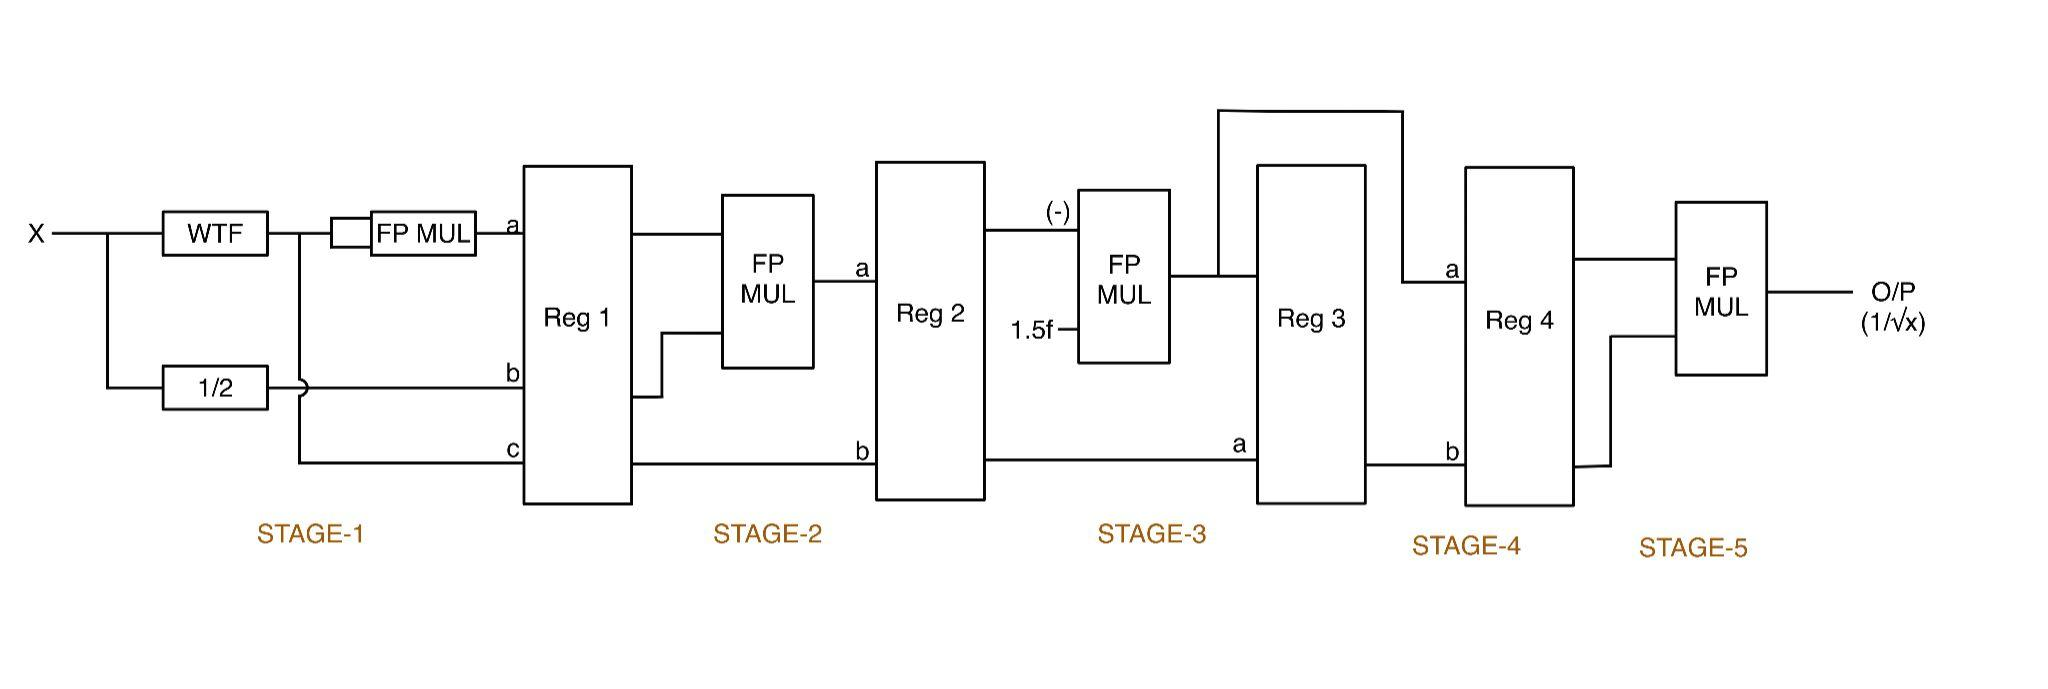 X
WTF
FP MUL
a
1/2
b
c
Reg 1
FP
MUL
a
b
Reg 2
(-)
1.5f
FP
MUL
a
Reg 3
a
b
Reg 4
FP
MUL
O/P
(1/√x)
STAGE-1
STAGE-2
STAGE-3
STAGE-4
STAGE-5